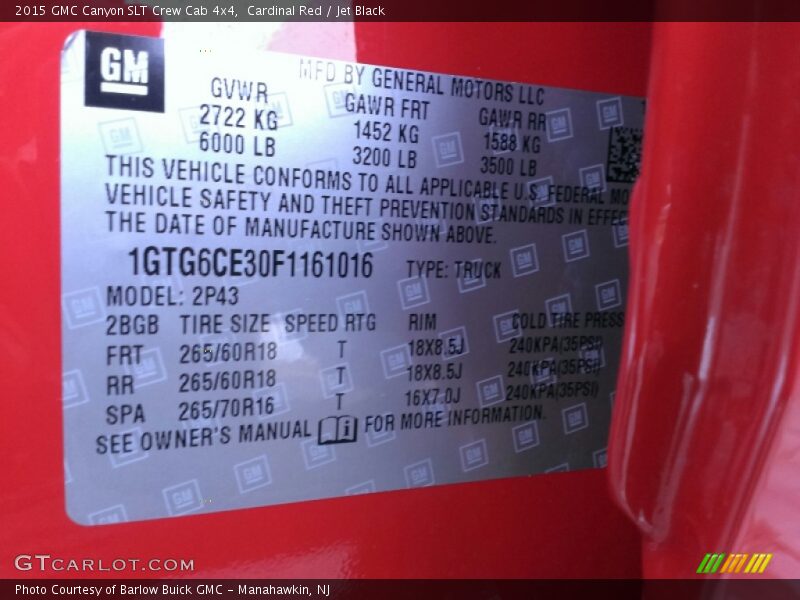 2015 GMC Canyon SLT Crew Cab 4x4, Cardinal Red / Jet Black
GM
MFD BY GENERAL MOTORS LLC
GVWR GAWR FRT GAWR RR
2722 KG 1452 KG 1588 KG
6000 LB 3200 LB 3500 LB
THIS VEHICLE CONFORMS TO ALL APPLICABLE U.S. FEDERAL MO
VEHICLE SAFETY AND THEFT PREVENTION STANDARDS IN EFFEC
THE DATE OF MANUFACTURE SHOWN ABOVE.
1GTG6CE30F1161016 TYPE: TRUCK
MODEL: 2P43
2BGB TIRE SIZE SPEED RTG RIM COLD TIRE PRESS
FRT 265/60R18 T 18X8.5J 240KPA(35PSI)
RR 265/60R18 T 18X8.5J 240KPA(35PSI)
SPA 265/70R16 T 16X7.0J 240KPA(35PSI)
SEE OWNER'S MANUAL i FOR MORE INFORMATION.
GTCARLOT.COM
Photo Courtesy of Barlow Buick GMC – Manahawkin, NJ